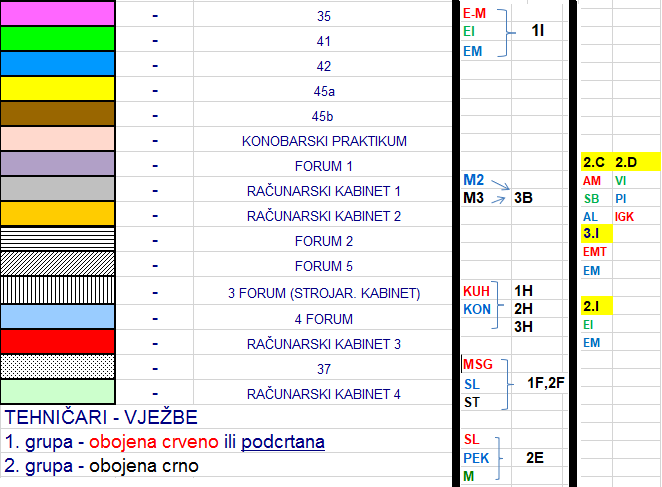 - 35
- 41
- 42
- 45a
- 45b
- KONOBARSKI PRAKTIKUM
- FORUM 1
- RAČUNARSKI KABINET 1
- RAČUNARSKI KABINET 2
- FORUM 2
- FORUM 5
- 3 FORUM (STROJAR. KABINET)
- 4 FORUM
- RAČUNARSKI KABINET 3
- 37
- RAČUNARSKI KABINET 4
TEHNIČARI - VJEŽBE
1. grupa - obojena crveno ili podcrtana
2. grupa - obojena crno
E-M
EI 1I
EM
M2
M3 3B
KUH 1H
KON 2H
3H
MSG
SL 1F,2F
ST
SL
PEK 2E
M
2.C 2.D
AM VI
SB PI
AL IGK
3.I
EMT
EM
2.I
EI
EM